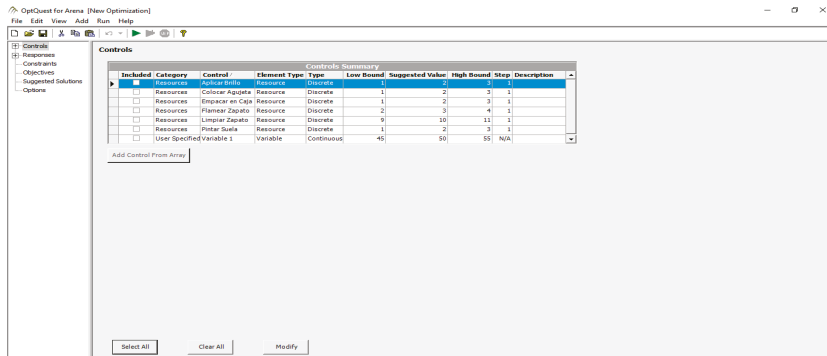 OptQuest for Arena [New Optimization]
File Edit View Add Run Help
Controls
Responses
Constraints
Objectives
Suggested Solutions
Options
Controls
Controls Summary
Included Category Control Element Type Type Low Bound Suggested Value High Bound Step Description
Resources Aplicar Brillo Resource Discrete 1 2 3 1
Resources Colocar Agujeta Resource Discrete 1 2 3 1
Resources Empacar en Caja Resource Discrete 1 2 3 1
Resources Flamear Zapato Resource Discrete 2 3 4 1
Resources Limpiar Zapato Resource Discrete 9 10 11 1
Resources Pintar Suela Resource Discrete 1 2 3 1
User Specified Variable 1 Variable Continuous 45 50 55 N/A
Add Control From Array
Select All Clear All Modify